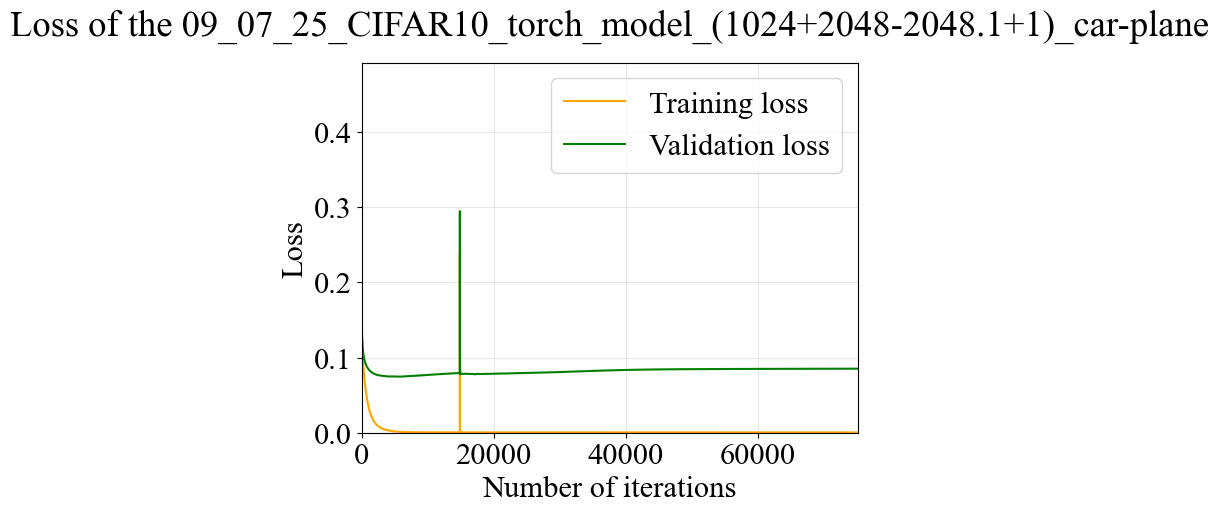 Loss of the 09_07_25_CIFAR10_torch_model_(1024+2048-2048.1+1)_car-plane
Training loss
Validation loss
0.4
0.3
0.2
0.1
0.0
Loss
0 20000 40000 60000
Number of iterations